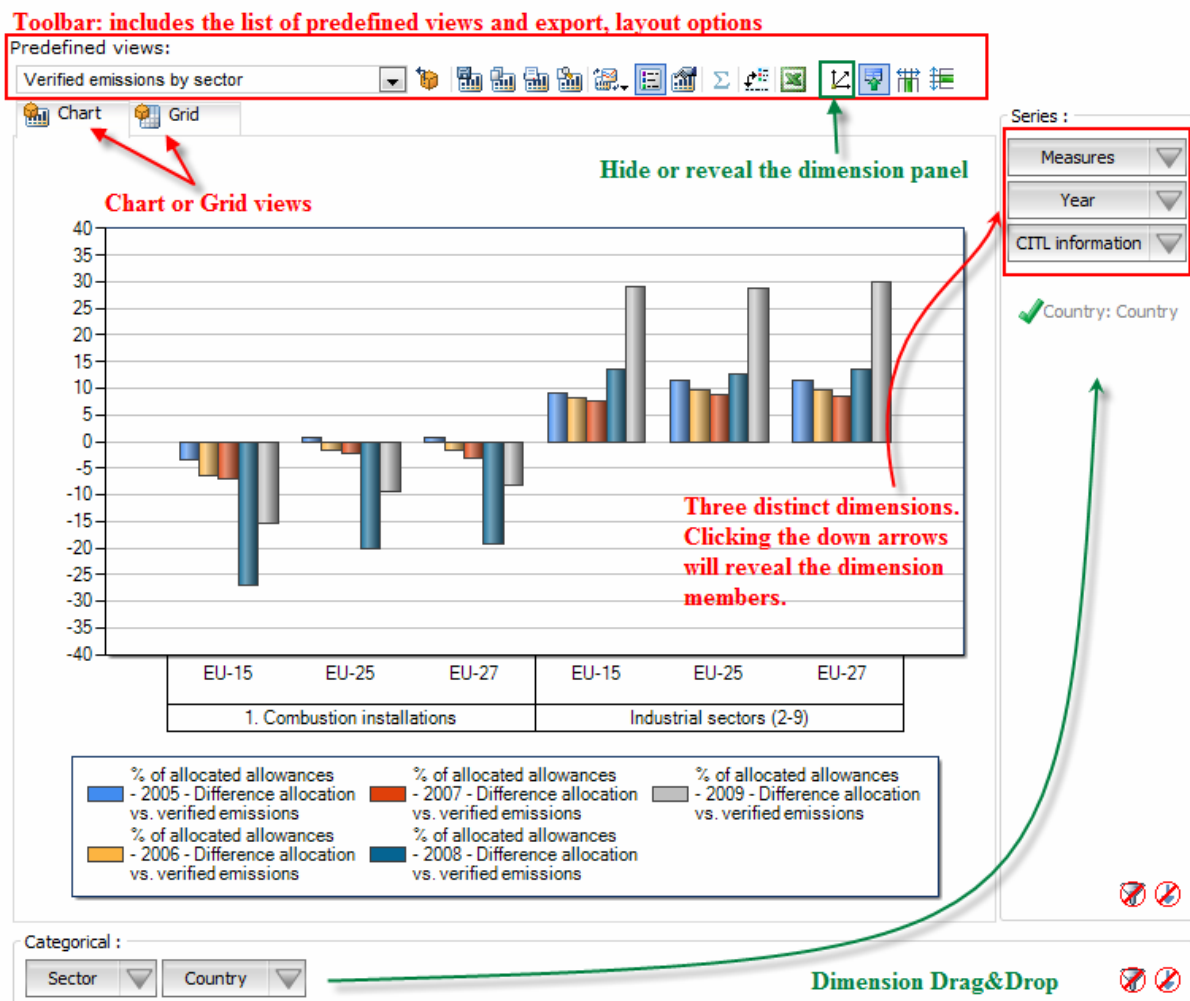 Toolbar: includes the list of predefined views and export, layout options
Predefined views:
Verified emissions by sector
Chart
Grid
Series :
Measures
Year
CITL information
Hide or reveal the dimension panel
Chart or Grid views
Country: Country
40
35
30
25
20
15
10
5
0
-5
-10
-15
-20
-25
-30
-35
-40
Three distinct dimensions.
Clicking the down arrows
will reveal the dimension
members.
EU-15 EU-25 EU-27 EU-15 EU-25 EU-27
1. Combustion installations Industrial sectors (2-9)
% of allocated allowances
- 2005 - Difference allocation
vs. verified emissions
% of allocated allowances
- 2007 - Difference allocation
vs. verified emissions
% of allocated allowances
- 2009 - Difference allocation
vs. verified emissions
% of allocated allowances
- 2006 - Difference allocation
vs. verified emissions
% of allocated allowances
- 2008 - Difference allocation
vs. verified emissions
Categorical :
Sector
Country
Dimension Drag&Drop